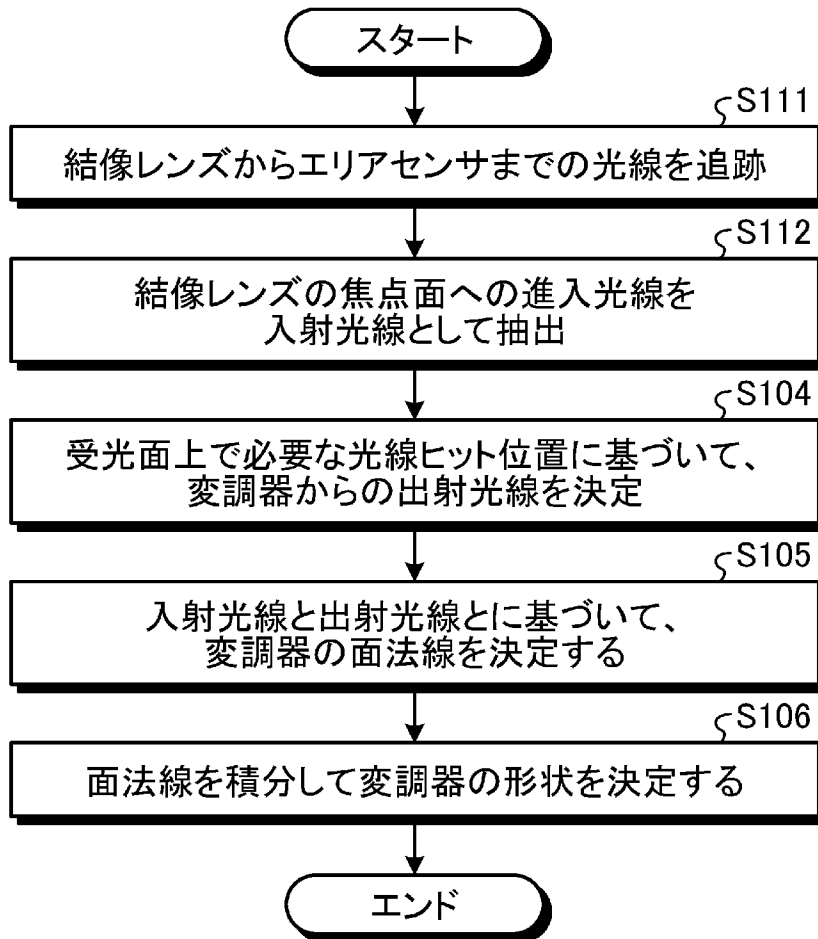 スタート
S111
結像レンズからエリアセンサまでの光線を追跡
S112
結像レンズの焦点面への進入光線を
入射光線として抽出
S104
受光面上で必要な光線ヒット位置に基づいて、
変調器からの出射光線を決定
S105
入射光線と出射光線とに基づいて、
変調器の面法線を決定する
S106
面法線を積分して変調器の形状を決定する
エンド